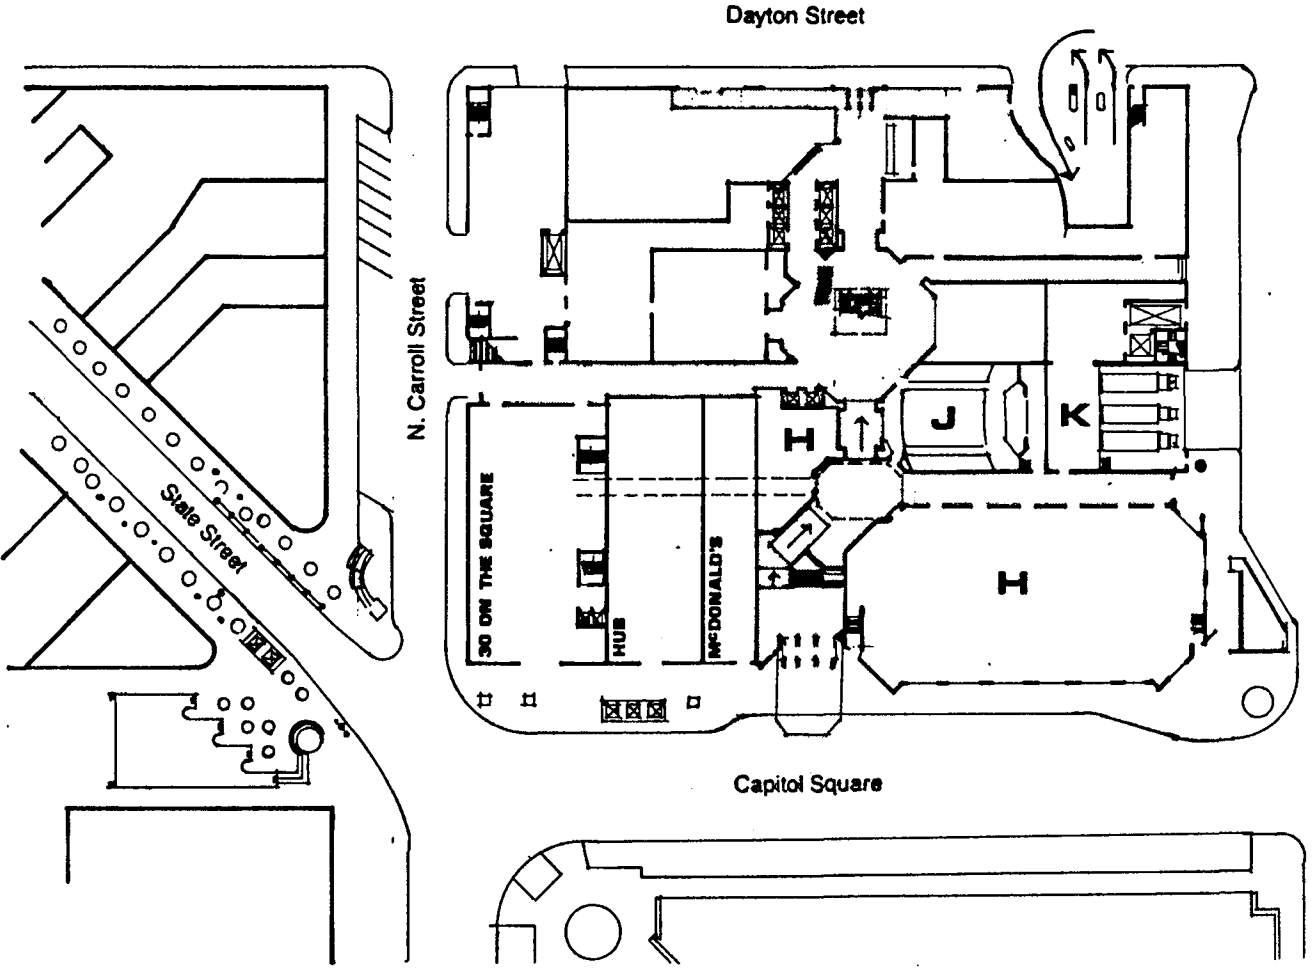 Dayton Street
N. Carroll Street
State Street
H
J
K
30 ON THE SQUARE
HUB
McDONALD'S
H
Capitol Square